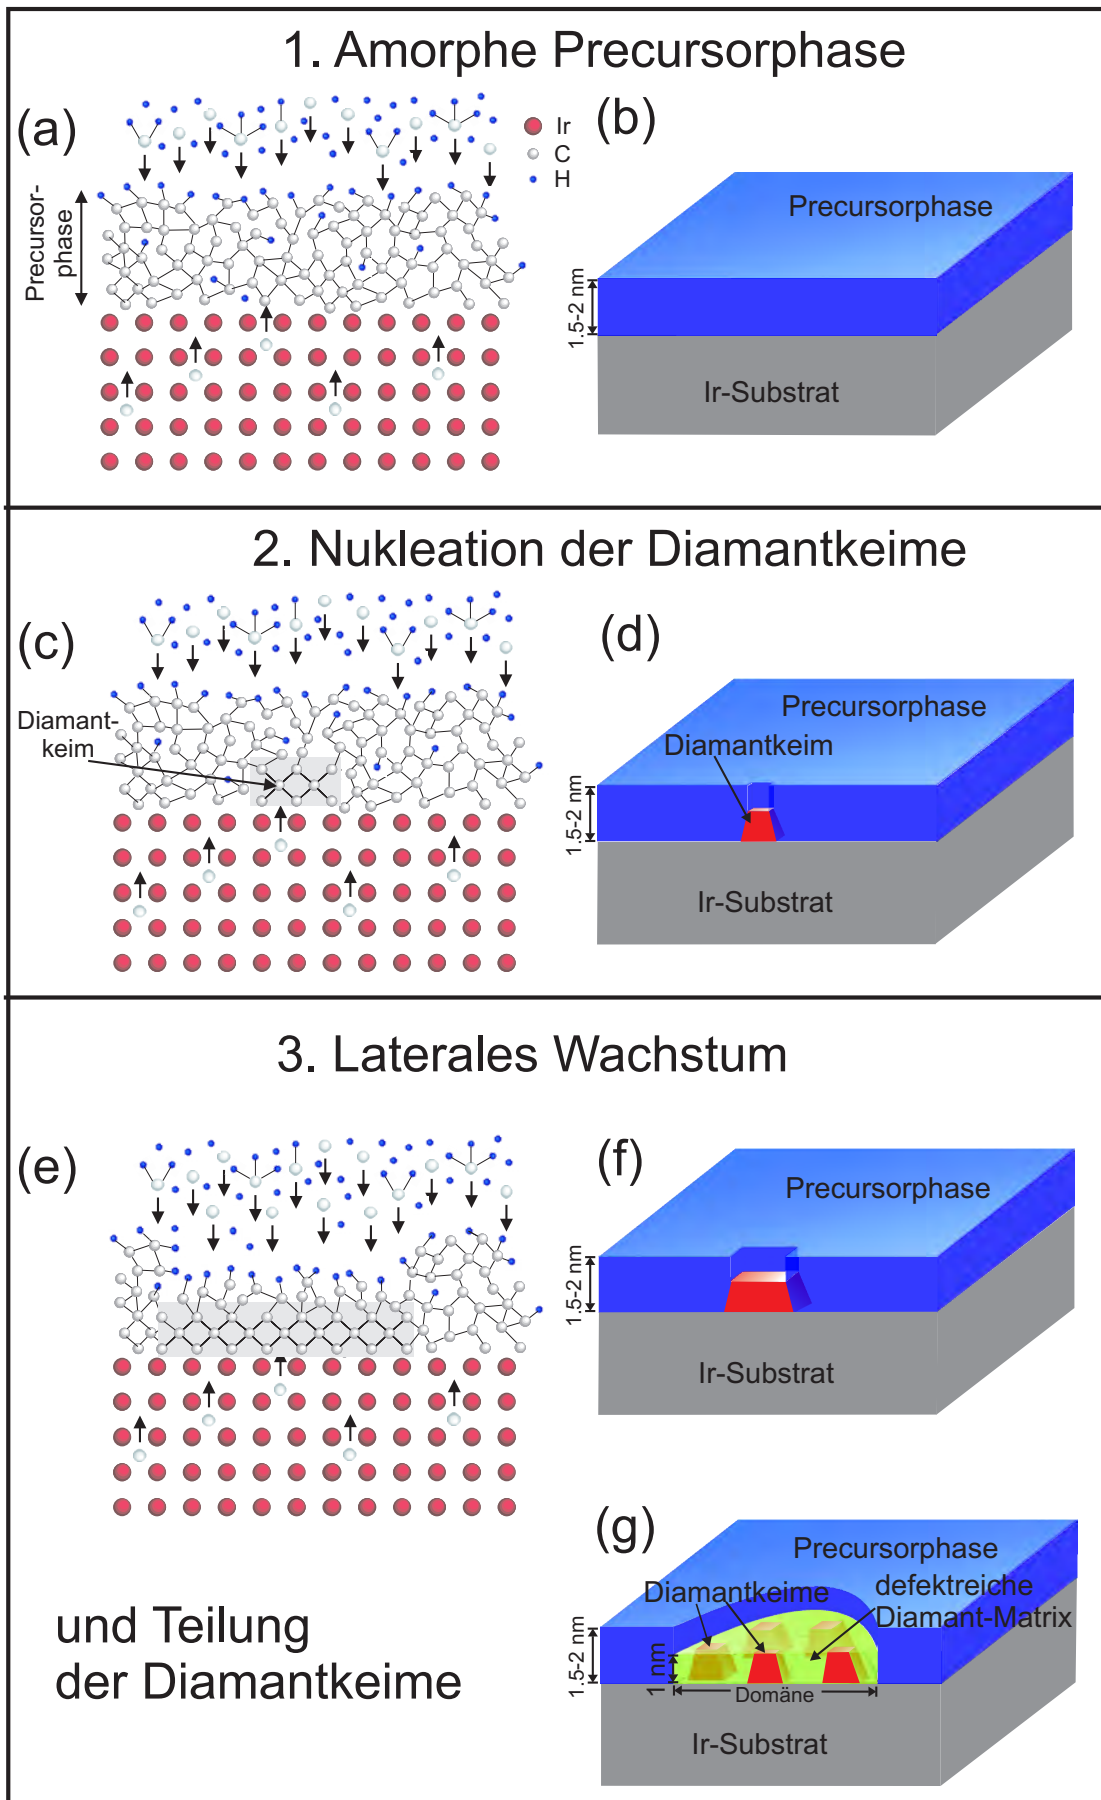 1. Amorphe Precursorphase
(a)
Ir
C
H
Precursor-
phase
(b)
Precursorphase
1.5-2 nm
Ir-Substrat
2. Nukleation der Diamantkeime
(c)
Diamant-
keim
(d)
Precursorphase
Diamantkeim
1.5-2 nm
Ir-Substrat
3. Laterales Wachstum
(e)
(f)
Precursorphase
1.5-2 nm
Ir-Substrat
und Teilung
der Diamantkeime
(g)
Precursorphase
Diamantkeime
defektreiche
Diamant-Matrix
1.5-2 nm
1 nm
Domäne
Ir-Substrat